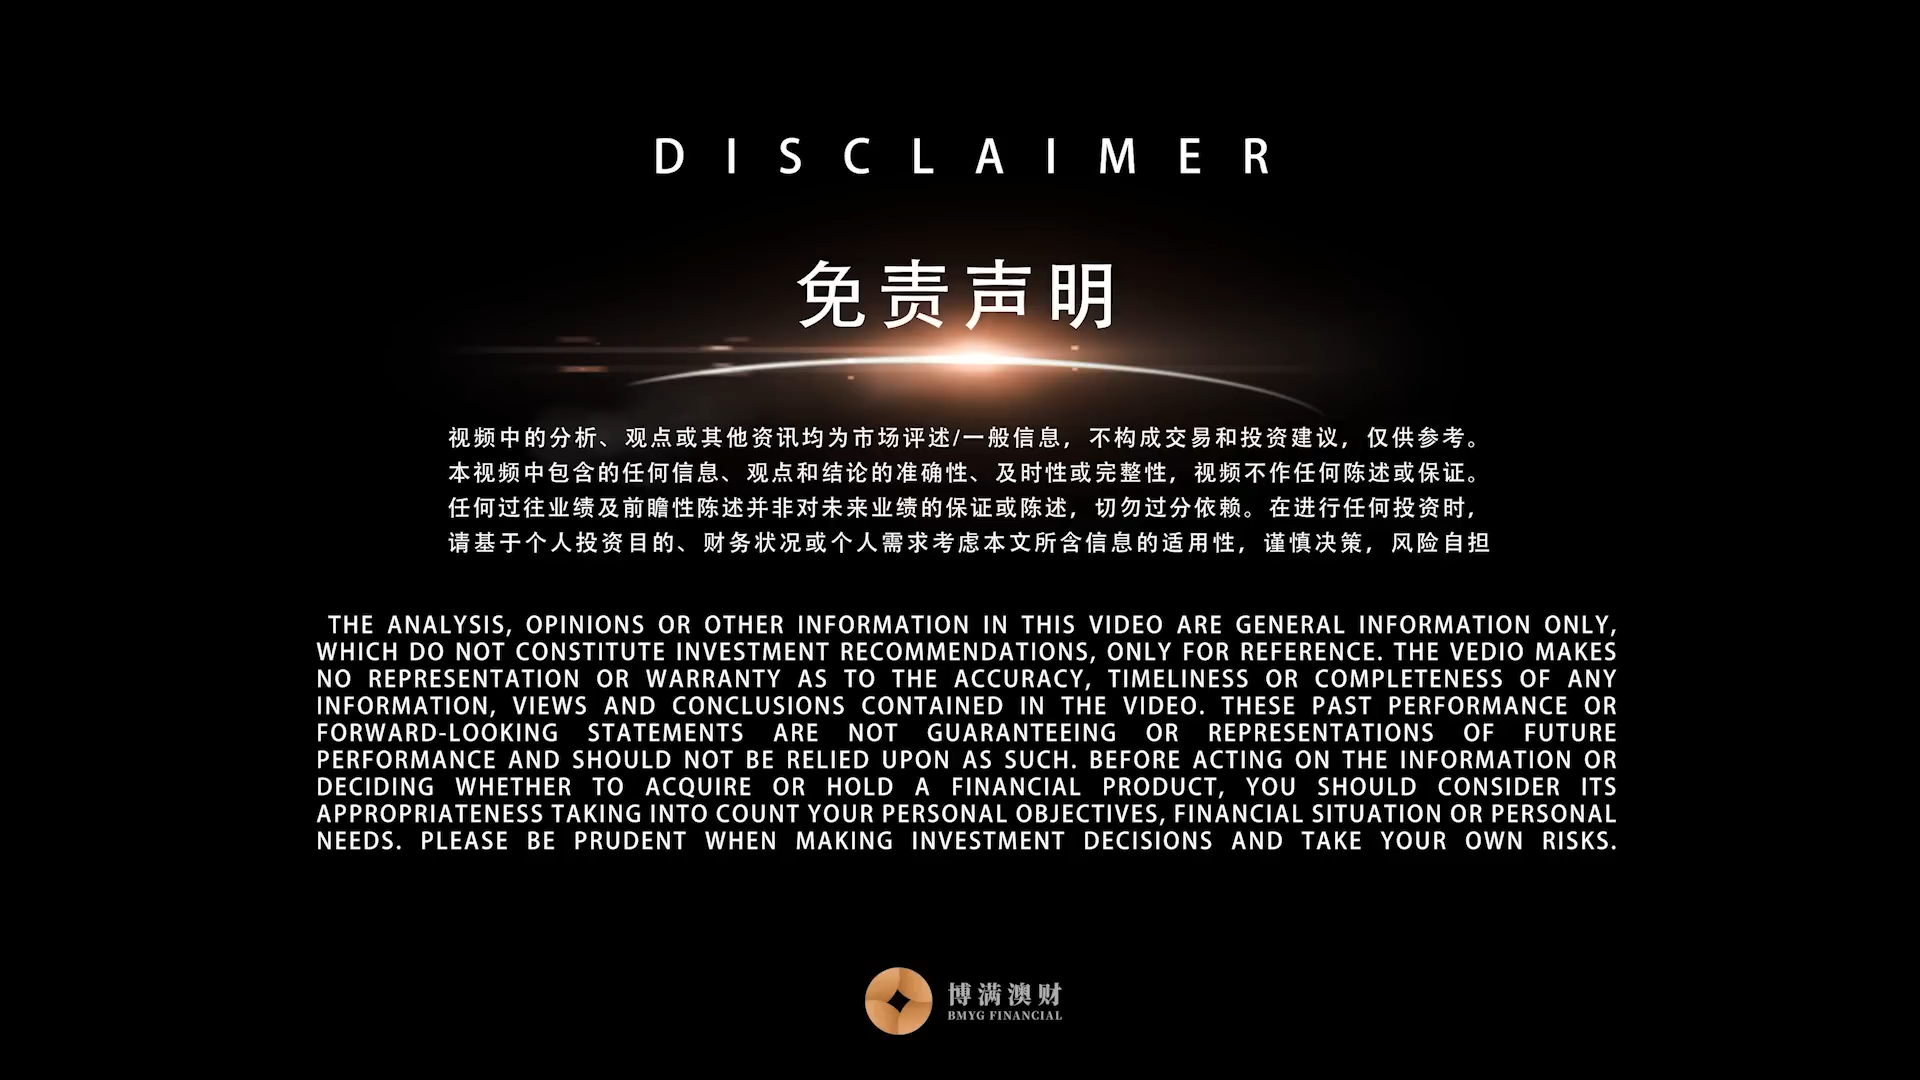 DISCLAIMER
免责声明
视频中的分析、观点或其他资讯均为市场评述/一般信息，不构成交易和投资建议，仅供参考。
本视频中包含的任何信息、观点和结论的准确性、及时性或完整性，视频不作任何陈述或保证。
任何过往业绩及前瞻性陈述并非对未来业绩的保证或陈述，切勿过分依赖。在进行任何投资时，
请基于个人投资目的、财务状况或个人需求考虑本文所含信息的适用性，谨慎决策，风险自担
THE ANALYSIS, OPINIONS OR OTHER INFORMATION IN THIS VIDEO ARE GENERAL INFORMATION ONLY,
WHICH DO NOT CONSTITUTE INVESTMENT RECOMMENDATIONS, ONLY FOR REFERENCE. THE VEDIO MAKES
NO REPRESENTATION OR WARRANTY AS TO THE ACCURACY, TIMELINESS OR COMPLETENESS OF ANY
INFORMATION, VIEWS AND CONCLUSIONS CONTAINED IN THE VIDEO. THESE PAST PERFORMANCE OR
FORWARD-LOOKING STATEMENTS ARE NOT GUARANTEEING OR REPRESENTATIONS OF FUTURE
PERFORMANCE AND SHOULD NOT BE RELIED UPON AS SUCH. BEFORE ACTING ON THE INFORMATION OR
DECIDING WHETHER TO ACQUIRE OR HOLD A FINANCIAL PRODUCT, YOU SHOULD CONSIDER ITS
APPROPRIATENESS TAKING INTO COUNT YOUR PERSONAL OBJECTIVES, FINANCIAL SITUATION OR PERSONAL
NEEDS. PLEASE BE PRUDENT WHEN MAKING INVESTMENT DECISIONS AND TAKE YOUR OWN RISKS.
博满澳财
BMYG FINANCIAL